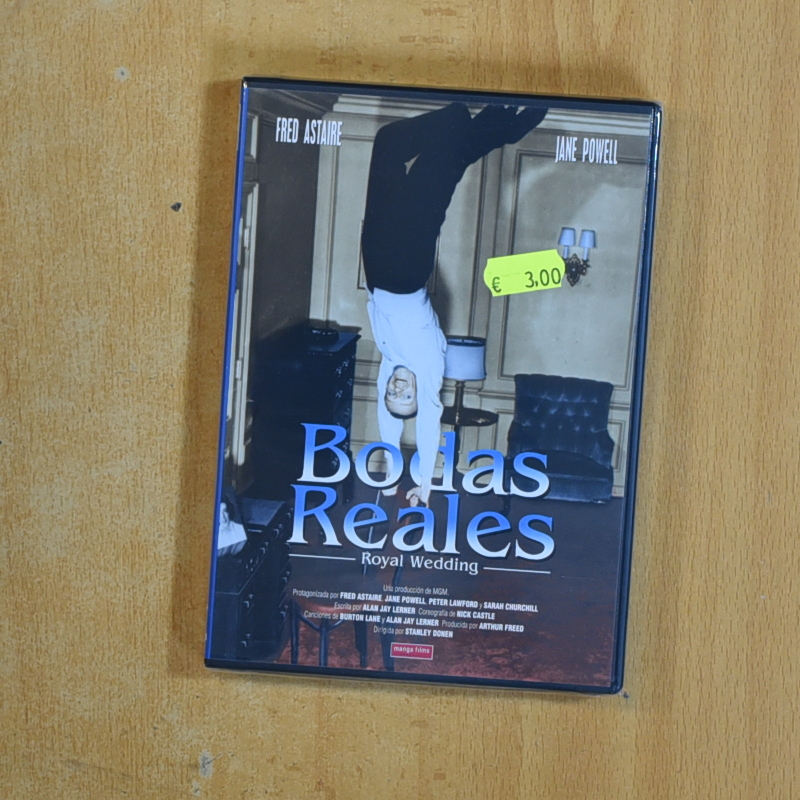 FRED ASTAIRE
JANE POWELL
€ 3,00
Bodas
Reales
Royal Wedding
Una producción de MGM
Protagonizada por FRED ASTAIRE, JANE POWELL, PETER LAWFORD y SARAH CHURCHILL
Escrita por ALAN JAY LERNER Coreografía de NICK CASTLE
Canciones de BURTON LANE y ALAN JAY LERNER Producida por ARTHUR FREED
Dirigida por STANLEY DONEN
manga films